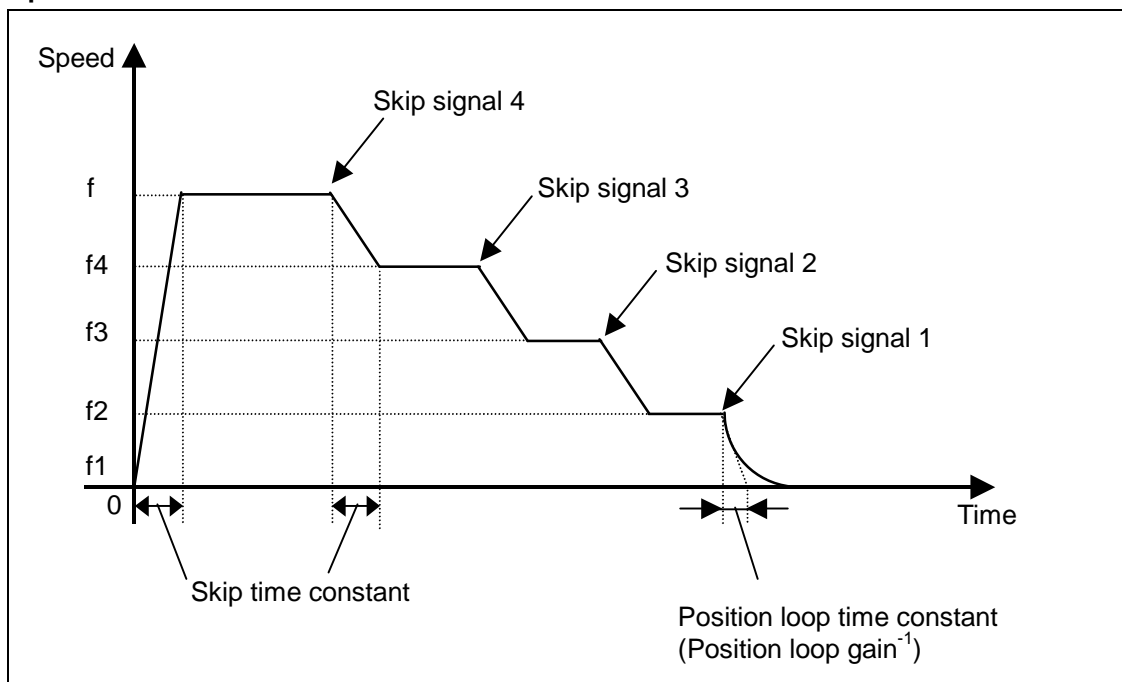 Speed
Skip signal 4
f
Skip signal 3
f4
Skip signal 2
f3
Skip signal 1
f2
f1
0
Time
Skip time constant
Position loop time constant
(Position loop gain-1)